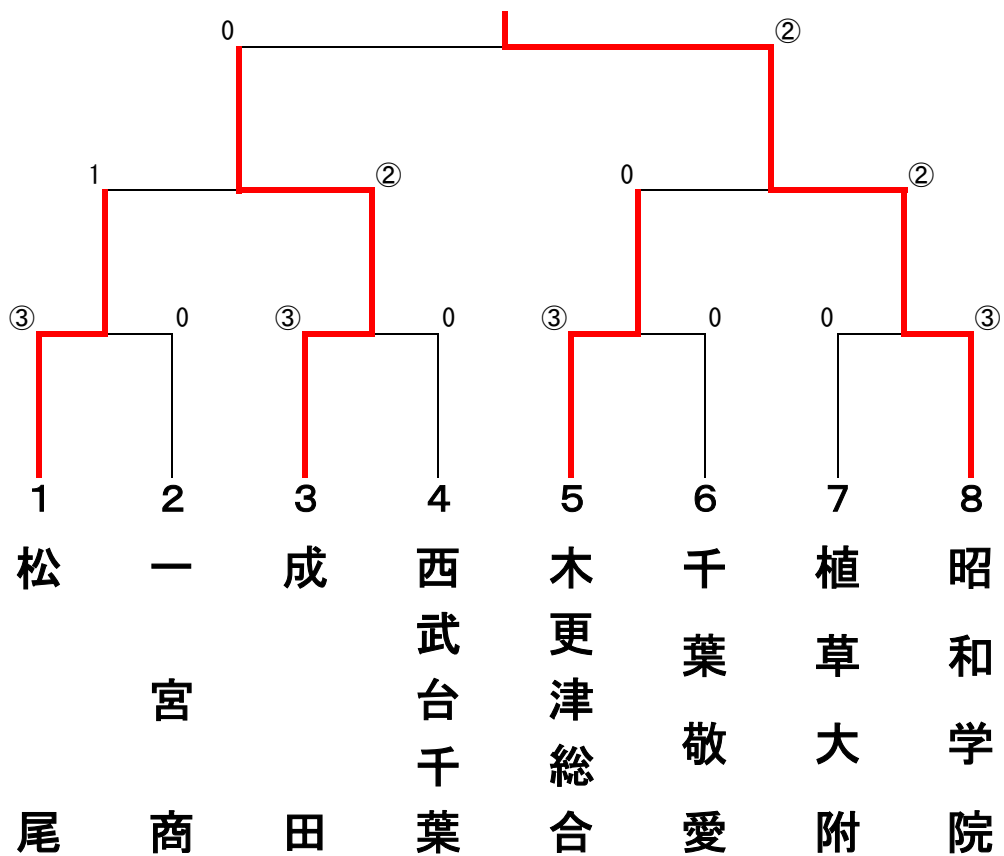 0 ②
1 ② 0 ②
③ 0 ③ 0 ③ 0 0 ③
1 2 3 4 5 6 7 8
松尾
一宮商
成田
西武台千葉
木更津総合
千葉敬愛
植草大附
昭和学院